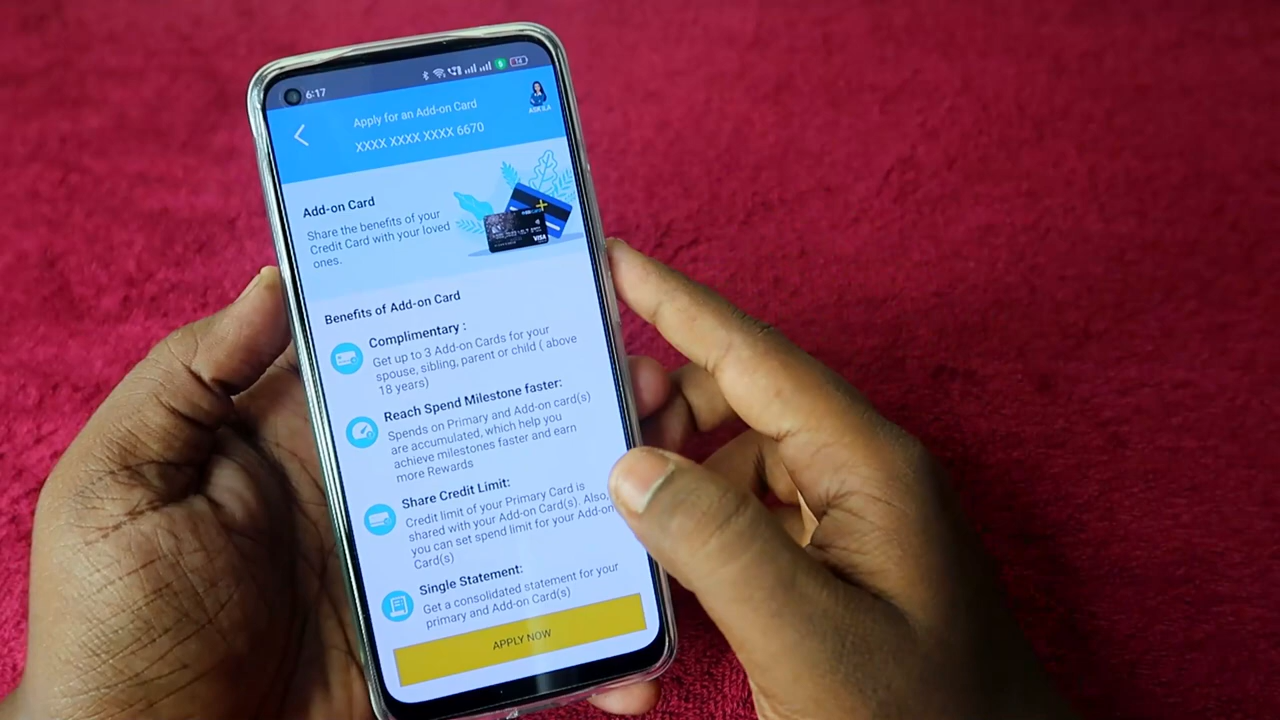 6:17
14
Apply for an Add-on Card
XXXX XXXX XXXX 6670
ASK ILA
Add-on Card
Share the benefits of your
Credit Card with your loved
ones.
VISA
Benefits of Add-on Card
Complimentary :
Get up to 3 Add-on Cards for your
spouse, sibling, parent or child ( above
18 years)
Reach Spend Milestone faster:
Spends on Primary and Add-on card(s)
are accumulated, which help you
achieve milestones faster and earn
more Rewards
Share Credit Limit:
Credit limit of your Primary Card is
shared with your Add-on Card(s). Also,
you can set spend limit for your Add-on
Card(s)
Single Statement:
Get a consolidated statement for your
primary and Add-on Card(s)
APPLY NOW